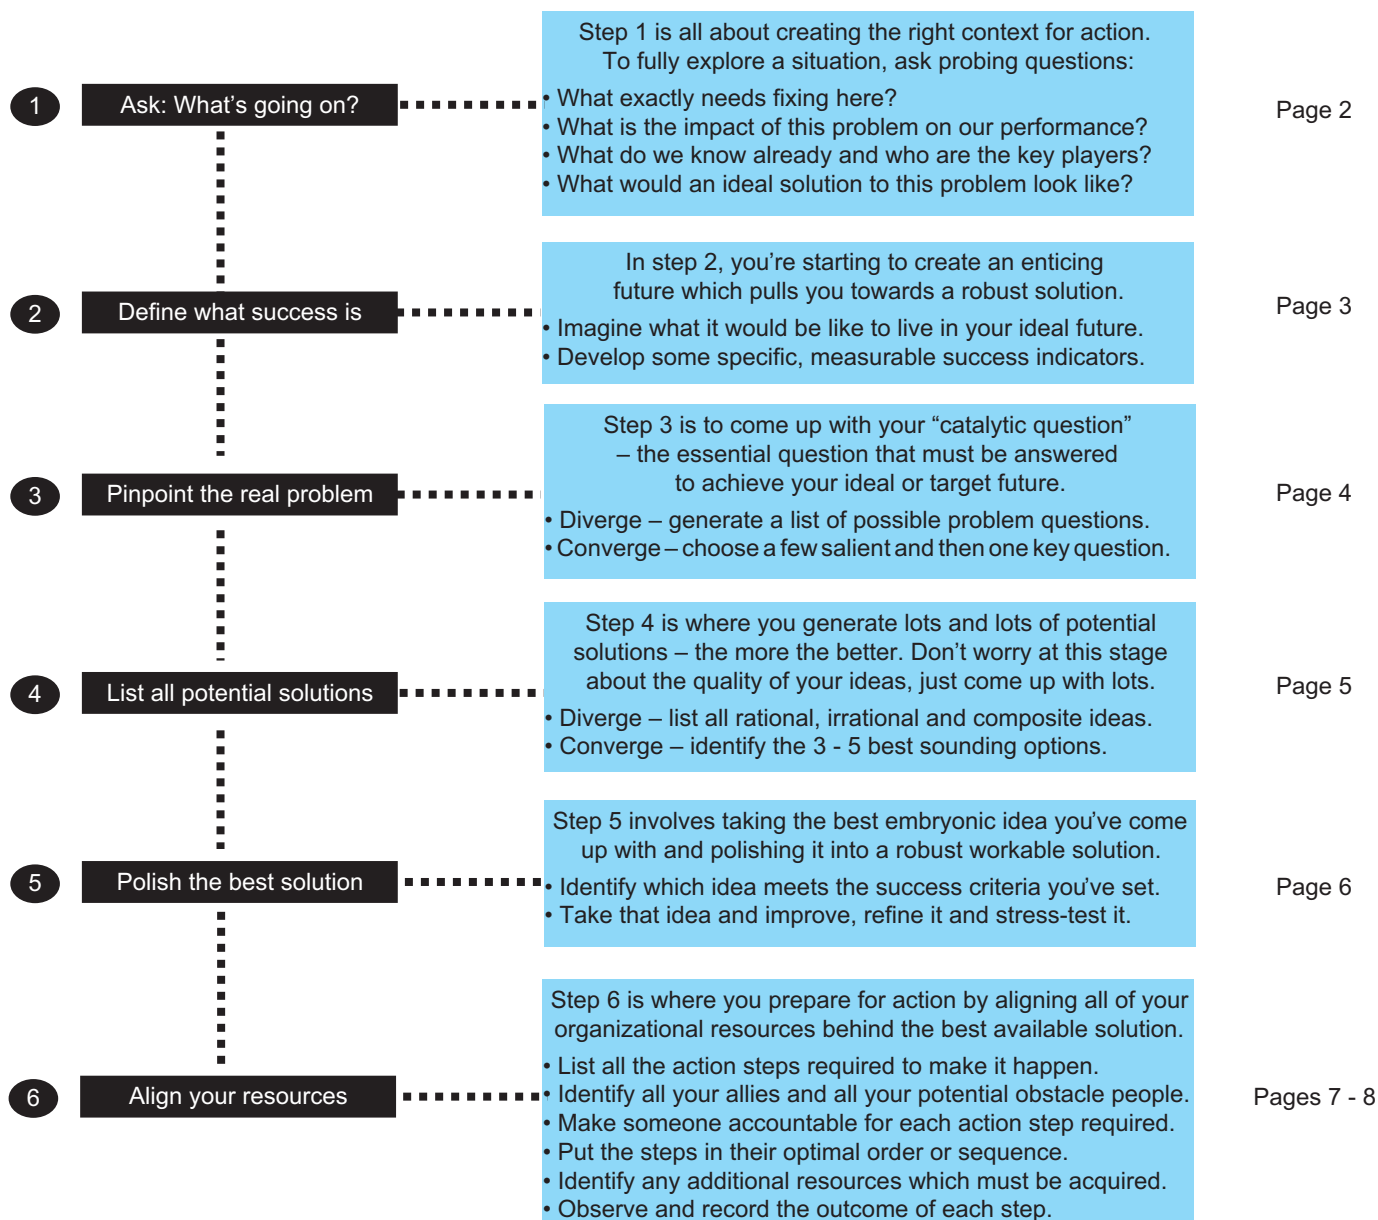 1
Ask: What's going on?
Step 1 is all about creating the right context for action.
To fully explore a situation, ask probing questions:
• What exactly needs fixing here?
• What is the impact of this problem on our performance?
• What do we know already and who are the key players?
• What would an ideal solution to this problem look like?
Page 2
2
Define what success is
In step 2, you're starting to create an enticing
future which pulls you towards a robust solution.
• Imagine what it would be like to live in your ideal future.
• Develop some specific, measurable success indicators.
Page 3
3
Pinpoint the real problem
Step 3 is to come up with your “catalytic question”
– the essential question that must be answered
to achieve your ideal or target future.
• Diverge – generate a list of possible problem questions.
• Converge – choose a few salient and then one key question.
Page 4
4
List all potential solutions
Step 4 is where you generate lots and lots of potential
solutions – the more the better. Don't worry at this stage
about the quality of your ideas, just come up with lots.
• Diverge – list all rational, irrational and composite ideas.
• Converge – identify the 3 - 5 best sounding options.
Page 5
5
Polish the best solution
Step 5 involves taking the best embryonic idea you've come
up with and polishing it into a robust workable solution.
• Identify which idea meets the success criteria you've set.
• Take that idea and improve, refine it and stress-test it.
Page 6
6
Align your resources
Step 6 is where you prepare for action by aligning all of your
organizational resources behind the best available solution.
• List all the action steps required to make it happen.
• Identify all your allies and all your potential obstacle people.
• Make someone accountable for each action step required.
• Put the steps in their optimal order or sequence.
• Identify any additional resources which must be acquired.
• Observe and record the outcome of each step.
Pages 7 - 8